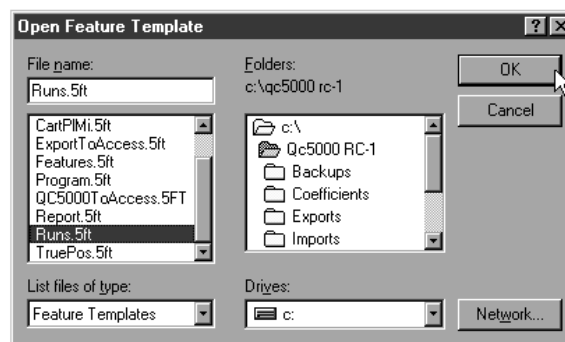 Open Feature Template
File name:
Runs.5ft
CartPlMi.5ft
ExportToAccess.5ft
Features.5ft
Program.5ft
QC5000ToAccess.5FT
Report.5ft
Runs.5ft
TruePos.5ft
List files of type:
Feature Templates
Folders:
c:\qc5000 rc-1
c:\
Qc5000 RC-1
Backups
Coefficients
Exports
Imports
Drives:
c:
OK
Cancel
Network...